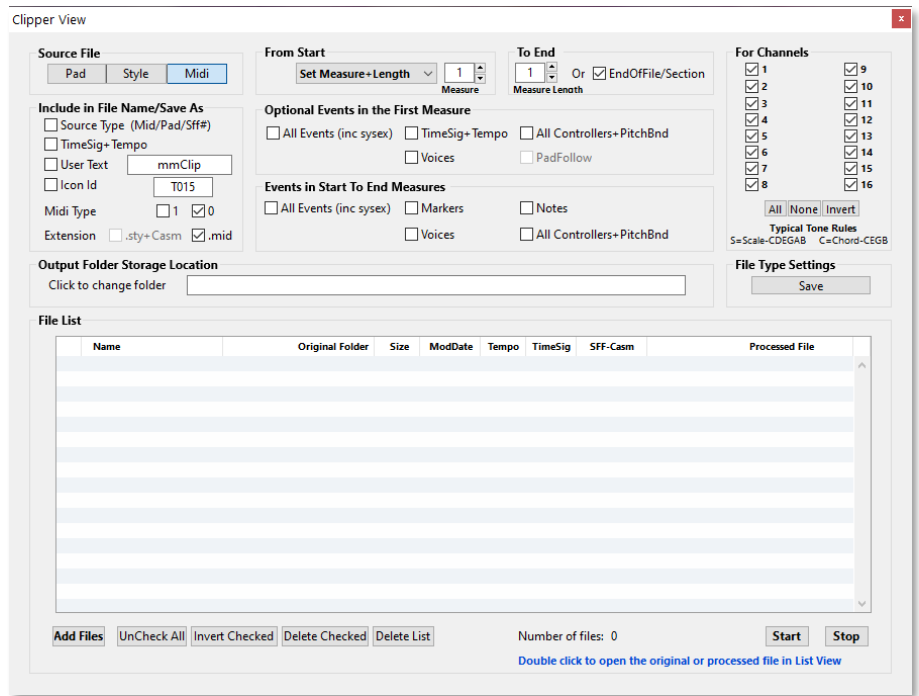 Clipper View
x
Source File
Pad Style Midi
From Start
Set Measure+Length 1
Measure
To End
1 Or EndOfFile/Section
Measure Length
For Channels
1 9
2 10
3 11
4 12
5 13
6 14
7 15
8 16
All None Invert
Typical Tone Rules
S=Scale-CDEGAB C=Chord-CEGB
Include in File Name/Save As
Source Type (Mid/Pad/Sff#)
TimeSig+Tempo
User Text mmClip
Icon Id T015
Midi Type 1 0
Extension .sty+Casm .mid
Optional Events in the First Measure
All Events (inc sysex) TimeSig+Tempo All Controllers+PitchBnd
Voices PadFollow
Events in Start To End Measures
All Events (inc sysex) Markers Notes
Voices All Controllers+PitchBnd
Output Folder Storage Location
Click to change folder
File Type Settings
Save
File List
Name Original Folder Size ModDate Tempo TimeSig SFF-Casm Processed File
Add Files UnCheck All Invert Checked Delete Checked Delete List Number of files: 0 Start Stop
Double click to open the original or processed file in List View